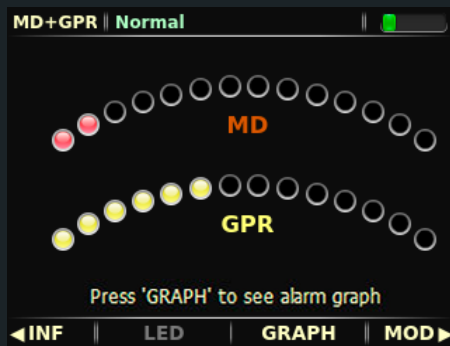 MD+GPR Normal
MD
GPR
Press 'GRAPH' to see alarm graph
◀INF LED GRAPH MOD▶